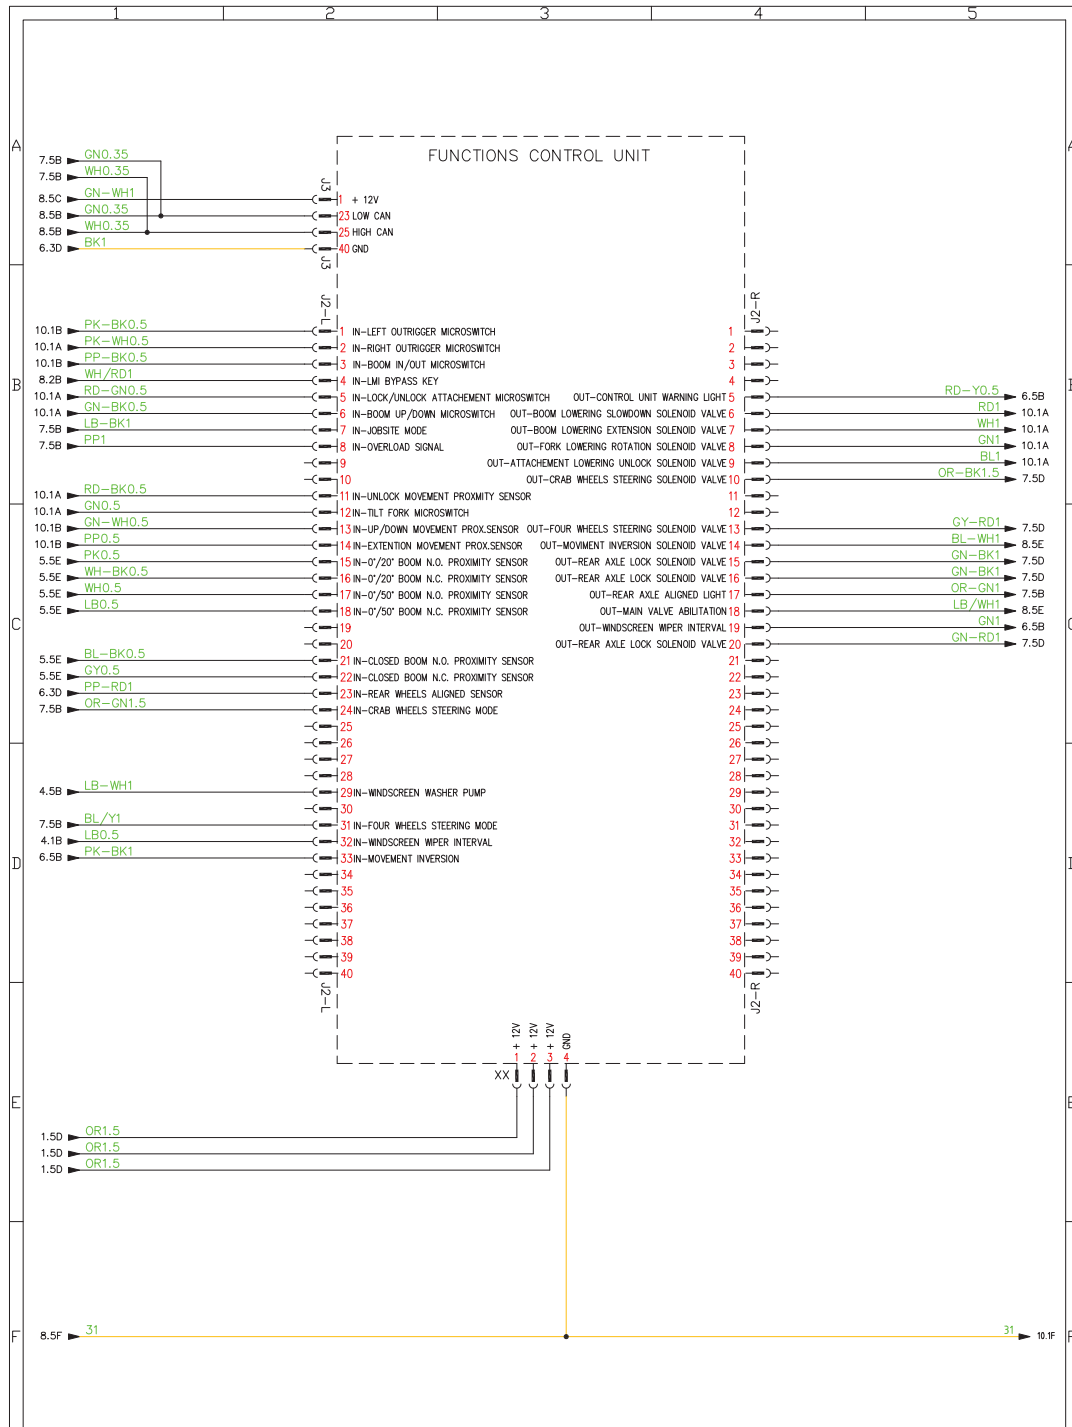 1 2 3 4 5
A A
FUNCTIONS CONTROL UNIT
7.5B GN0.35
7.5B WH0.35
J3
8.5C GN-WH1 1 + 12V
8.5B GN0.35 23 LOW CAN
8.5B WH0.35 25 HIGH CAN
6.3D BK1 40 GND
J3
J2-L J2-R
10.1B PK-BK0.5 1 IN-LEFT OUTRIGGER MICROSWITCH 1
10.1A PK-WH0.5 2 IN-RIGHT OUTRIGGER MICROSWITCH 2
10.1B PP-BK0.5 3 IN-BOOM IN/OUT MICROSWITCH 3
B 8.2B WH/RD1 4 IN-LMI BYPASS KEY 4 B
10.1A RD-GN0.5 5 IN-LOCK/UNLOCK ATTACHEMENT MICROSWITCH OUT-CONTROL UNIT WARNING LIGHT 5 RD-Y0.5 6.5B
10.1A GN-BK0.5 6 IN-BOOM UP/DOWN MICROSWITCH OUT-BOOM LOWERING SLOWDOWN SOLENOID VALVE 6 RD1 10.1A
7.5B LB-BK1 7 IN-JOBSITE MODE OUT-BOOM LOWERING EXTENSION SOLENOID VALVE 7 WH1 10.1A
7.5B PP1 8 IN-OVERLOAD SIGNAL OUT-FORK LOWERING ROTATION SOLENOID VALVE 8 GN1 10.1A
9 OUT-ATTACHEMENT LOWERING UNLOCK SOLENOID VALVE 9 BL1 10.1A
10 OUT-CRAB WHEELS STEERING SOLENOID VALVE 10 OR-BK1.5 7.5D
10.1A RD-BK0.5 11 IN-UNLOCK MOVEMENT PROXMITY SENSOR 11
10.1A GN0.5 12 IN-TILT FORK MICROSWITCH 12
10.1B GN-WH0.5 13 IN-UP/DOWN MOVEMENT PROX.SENSOR OUT-FOUR WHEELS STEERING SOLENOID VALVE 13 GY-RD1 7.5D
10.1B PP0.5 14 IN-EXTENTION MOVEMENT PROX.SENSOR OUT-MOVIMENT INVERSION SOLENOID VALVE 14 BL-WH1 8.5E
5.5E PK0.5 15 IN-0°/20° BOOM N.O. PROXIMITY SENSOR OUT-REAR AXLE LOCK SOLENOID VALVE 15 GN-BK1 7.5D
5.5E WH-BK0.5 16 IN-0°/20° BOOM N.C. PROXIMITY SENSOR OUT-REAR AXLE LOCK SOLENOID VALVE 16 GN-BK1 7.5D
5.5E WH0.5 17 IN-0°/50° BOOM N.O. PROXIMITY SENSOR OUT-REAR AXLE ALIGNED LIGHT 17 OR-GN1 7.5B
5.5E LB0.5 18 IN-0°/50° BOOM N.C. PROXIMITY SENSOR OUT-MAIN VALVE ABILITATION 18 LB/WH1 8.5E
C 19 OUT-WINDSCREEN WIPER INTERVAL 19 GN1 6.5B C
20 OUT-REAR AXLE LOCK SOLENOID VALVE 20 GN-RD1 7.5D
5.5E BL-BK0.5 21 IN-CLOSED BOOM N.O. PROXIMITY SENSOR 21
5.5E GY0.5 22 IN-CLOSED BOOM N.C. PROXIMITY SENSOR 22
6.3D PP-RD1 23 IN-REAR WHEELS ALIGNED SENSOR 23
7.5B OR-GN1.5 24 IN-CRAB WHEELS STEERING MODE 24
25 25
26 26
27 27
28 28
4.5B LB-WH1 29 IN-WINDSCREEN WASHER PUMP 29
30 30
7.5B BL/Y1 31 IN-FOUR WHEELS STEERING MODE 31
4.1B LB0.5 32 IN-WINDSCREEN WIPER INTERVAL 32
6.5B PK-BK1 33 IN-MOVEMENT INVERSION 33
D D
34 34
35 35
36 36
37 37
38 38
39 39
40 40
J2-L J2-R
+ 12V + 12V + 12V GND
1 2 3 4
XX
E E
1.5D OR1.5
1.5D OR1.5
1.5D OR1.5
F 8.5F 31 31 10.1F F